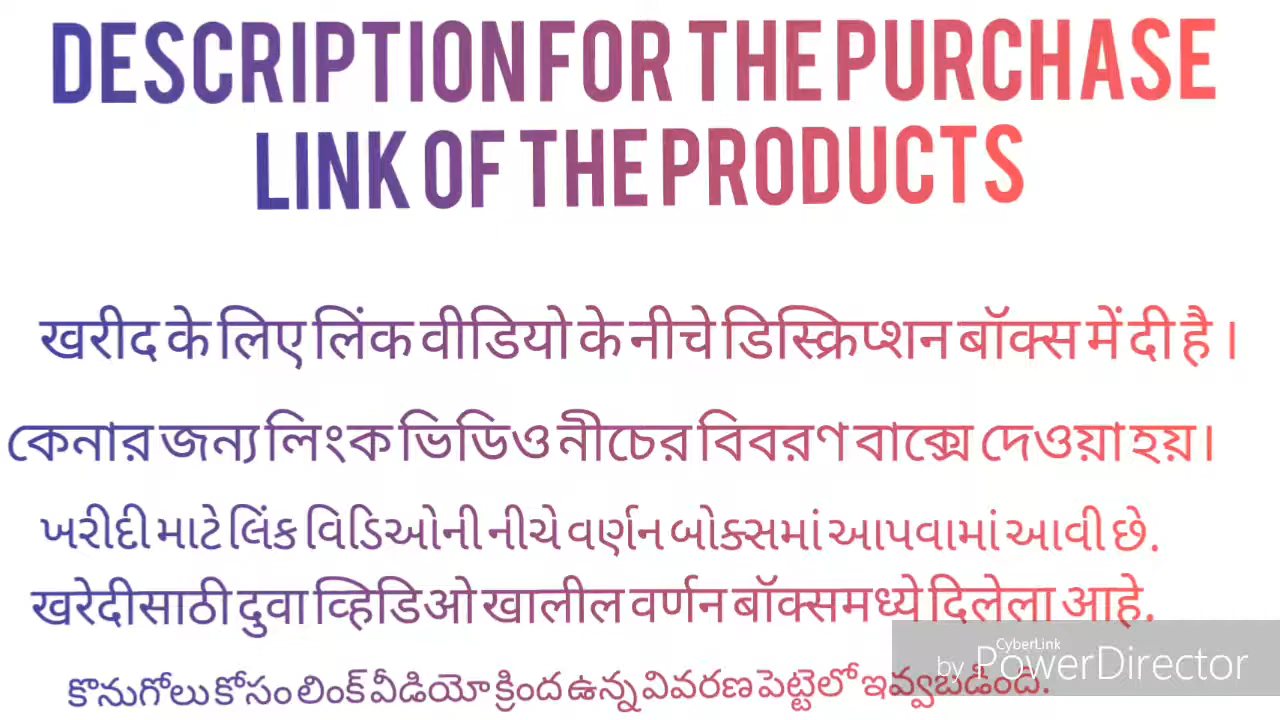 DESCRIPTION FOR THE PURCHASE
LINK OF THE PRODUCTS
खरीद के लिए लिंक वीडियो के नीचे डिस्क्रिप्शन बॉक्स में दी है ।
কেনার জন্য লিংক ভিডিও নীচের বিবরণ বাক্সে দেওয়া হয়।
ખરીદી માટે લિંક વિડિઓની નીચે વર્ણન બોક્સમાં આપવામાં આવી છે.
खरेदीसाठी दुवा व्हिडिओ खालील वर्णन बॉक्समध्ये दिलेला आहे.
CyberLink
by PowerDirector
కొనుగోలు కోసం లింక్ వీడియో క్రింద ఉన్న వివరణ పెట్టెలో ఇవ్వబడింది.